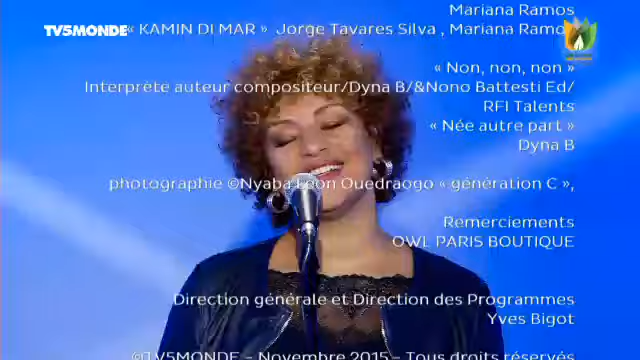 Mariana Ramos
TV5MONDE
« KAMIN DI MAR » Jorge Tavares Silva , Mariana Ramos
« Non, non, non »
Interprète auteur compositeur/Dyna B/&Nono Battesti Ed/
RFI Talents
« Née autre part »
Dyna B
photographie ©Nyaba Léon Ouedraogo « génération C »,
Remerciements
OWL PARIS BOUTIQUE
Direction générale et Direction des Programmes
Yves Bigot
©TV5MONDE – Novembre 2015 – Tous droits réservés